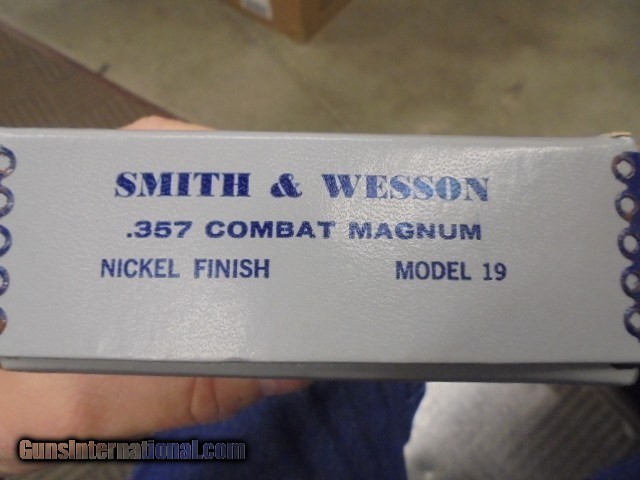 SMITH & WESSON
.357 COMBAT MAGNUM
NICKEL FINISH MODEL 19
GunsInternational.com